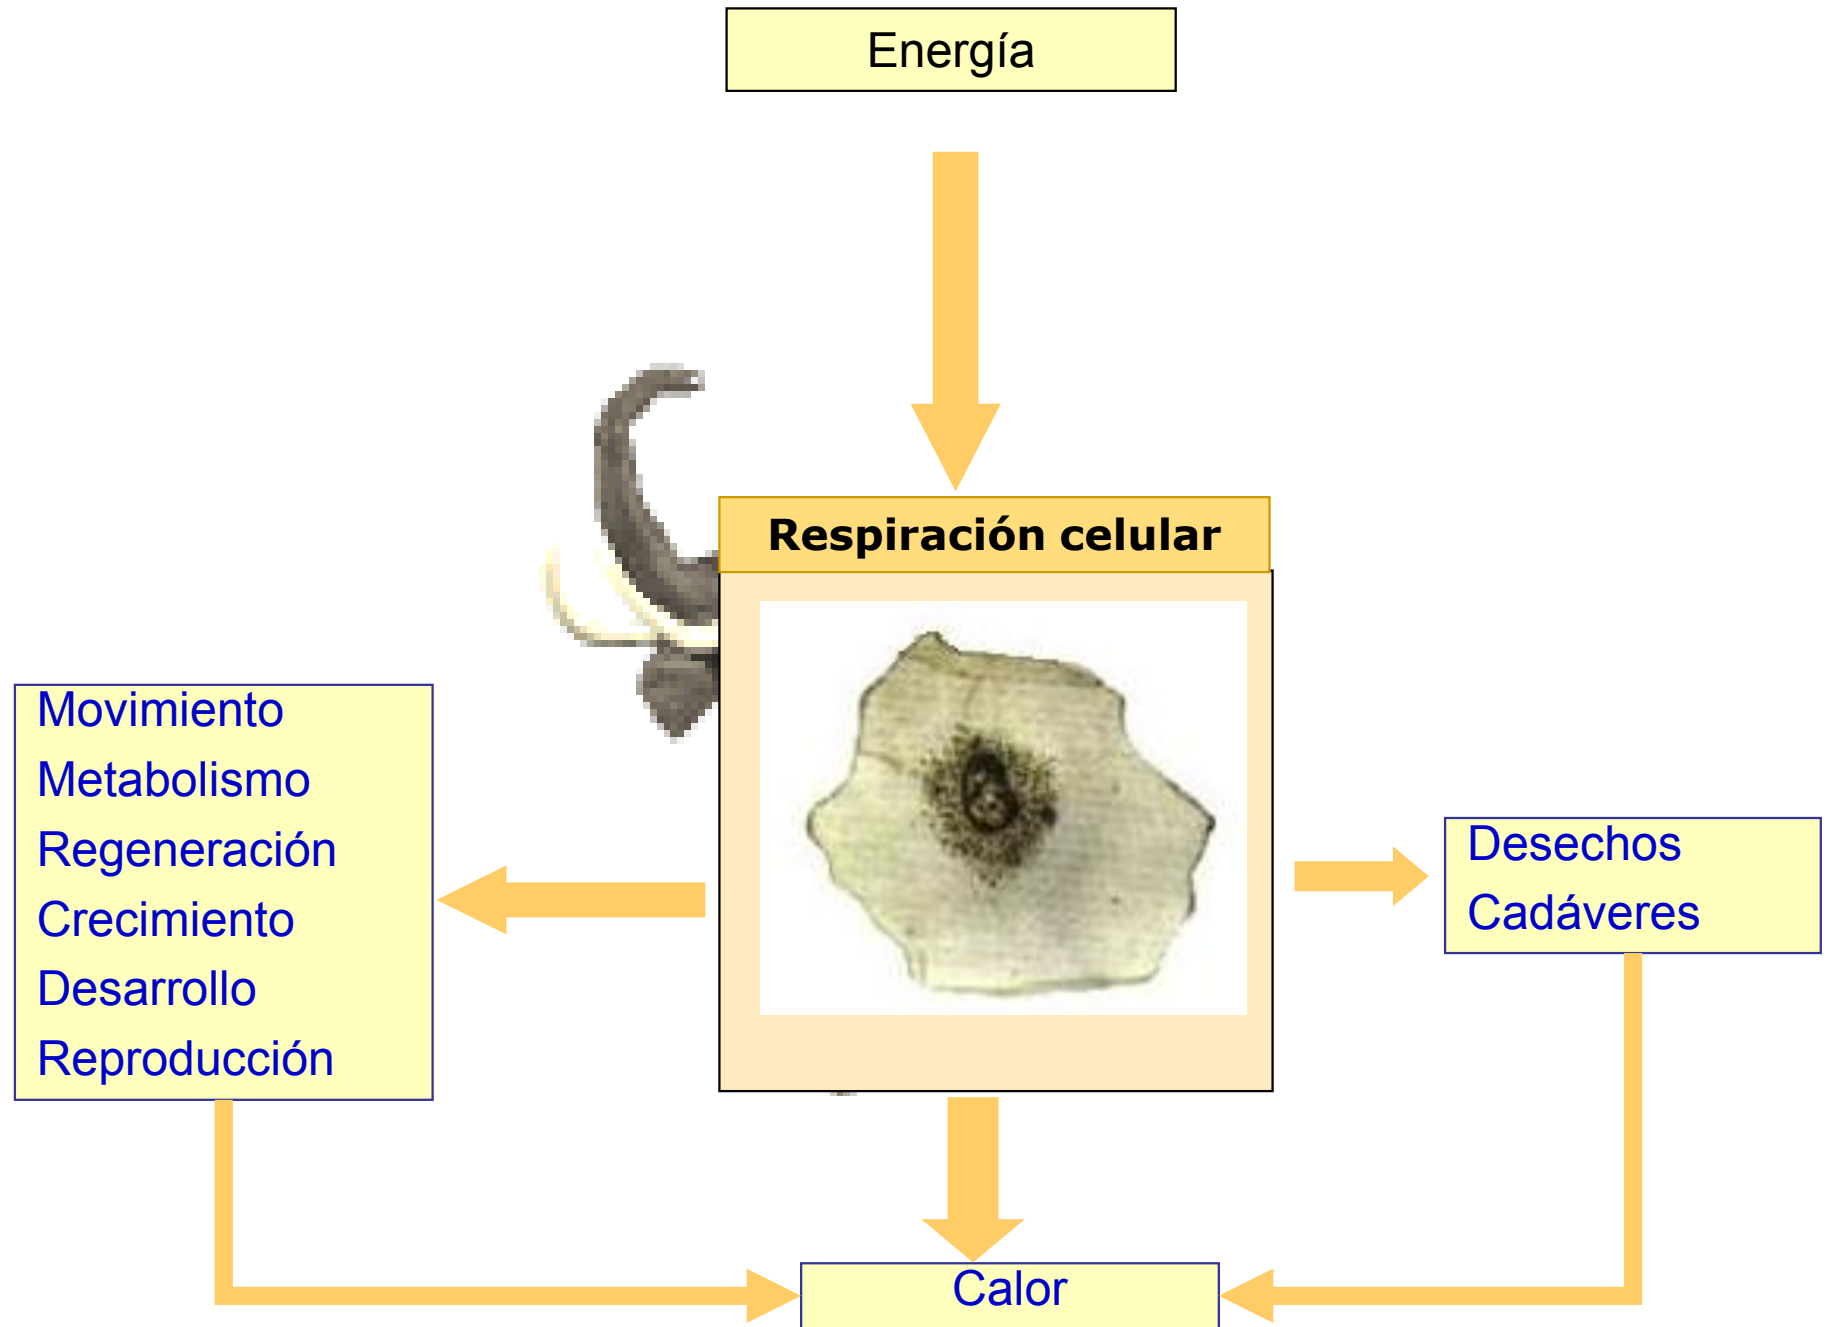 Energía
Respiración celular
Movimiento
Metabolismo
Regeneración
Crecimiento
Desarrollo
Reproducción
Desechos
Cadáveres
Calor